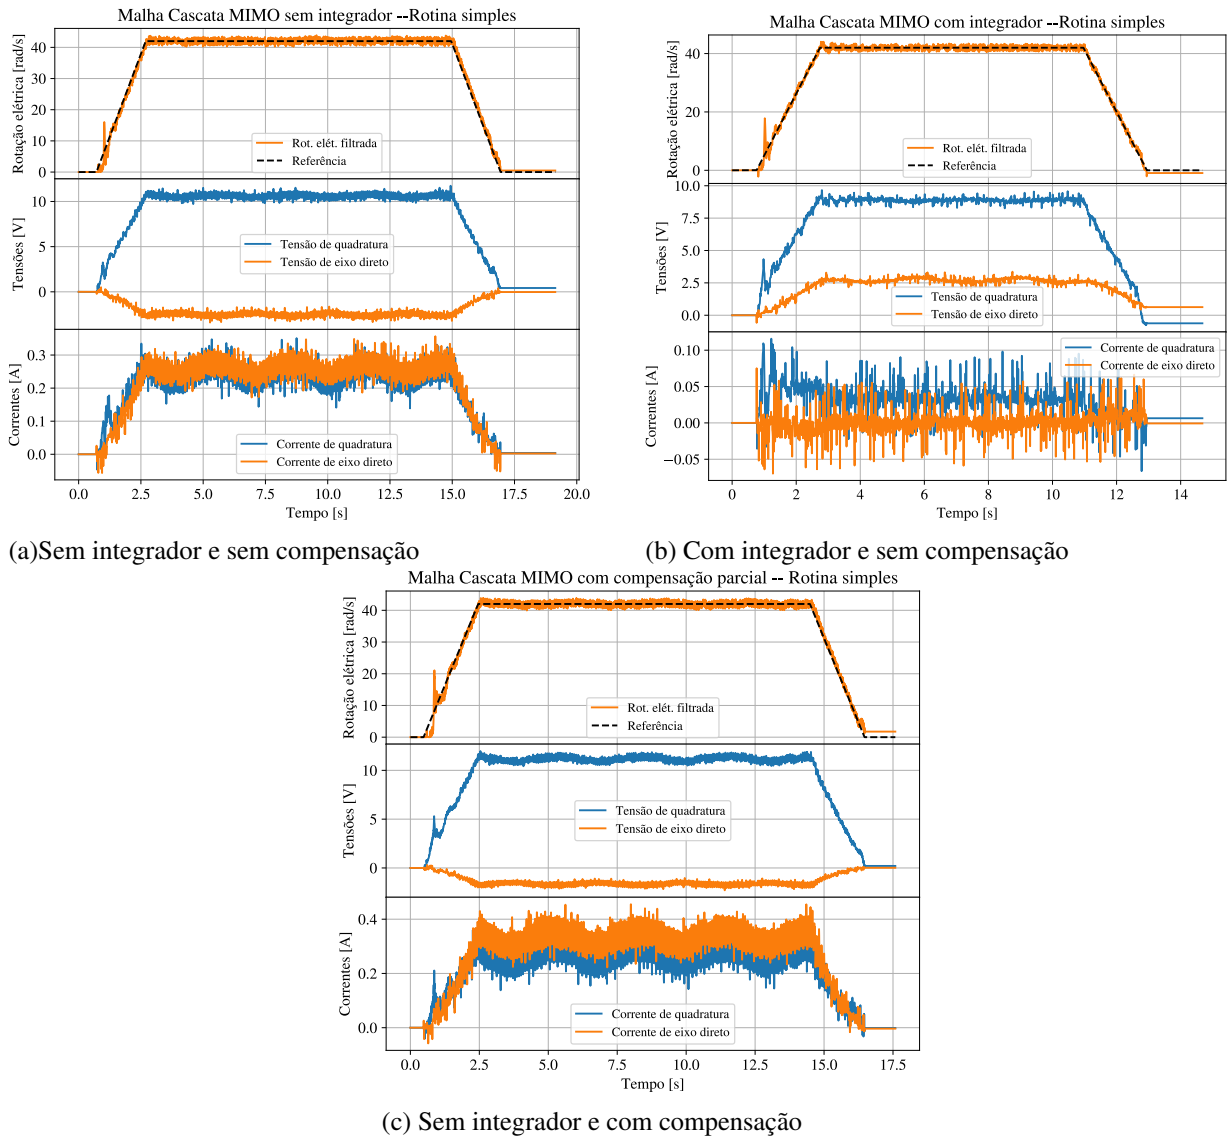 Malha Cascata MIMO sem integrador --Rotina simples
Rotação elétrica [rad/s]
40
30
20
10
0
Rot. elét. filtrada
Referência
Tensões [V]
10
5
0
Tensão de quadratura
Tensão de eixo direto
Correntes [A]
0.3
0.2
0.1
0.0
Corrente de quadratura
Corrente de eixo direto
0.0 2.5 5.0 7.5 10.0 12.5 15.0 17.5 20.0
Tempo [s]
(a)Sem integrador e sem compensação
Malha Cascata MIMO com integrador --Rotina simples
Rotação elétrica [rad/s]
40
20
0
Rot. elét. filtrada
Referência
Tensões [V]
10.0
7.5
5.0
2.5
0.0
Tensão de quadratura
Tensão de eixo direto
Correntes [A]
0.10
0.05
0.00
−0.05
Corrente de quadratura
Corrente de eixo direto
0 2 4 6 8 10 12 14
Tempo [s]
(b) Com integrador e sem compensação
Malha Cascata MIMO com compensação parcial -- Rotina simples
Rotação elétrica [rad/s]
40
30
20
10
0
Rot. elét. filtrada
Referência
Tensões [V]
10
5
0
Tensão de quadratura
Tensão de eixo direto
Correntes [A]
0.4
0.2
0.0
Corrente de quadratura
Corrente de eixo direto
0.0 2.5 5.0 7.5 10.0 12.5 15.0 17.5
Tempo [s]
(c) Sem integrador e com compensação